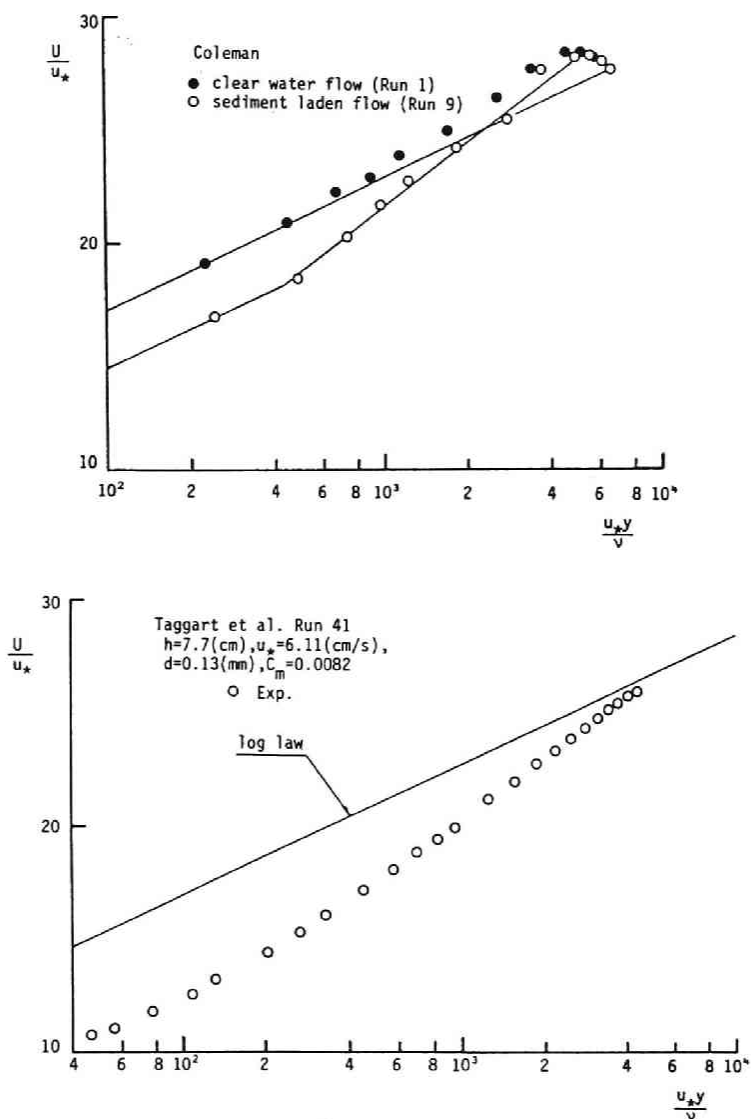 30
U
u⋆
Coleman
● clear water flow (Run 1)
○ sediment laden flow (Run 9)
20
10
10² 2 4 6 8 10³ 2 4 6 8 10⁴
u⋆y
ν
30
U
u⋆
Taggart et al. Run 41
h=7.7(cm),u⋆=6.11(cm/s),
d=0.13(mm),C̄m=0.0082
○ Exp.
log law
20
10
4 6 8 10² 2 4 6 8 10³ 2 4 6 8 10⁴
u⋆y
ν